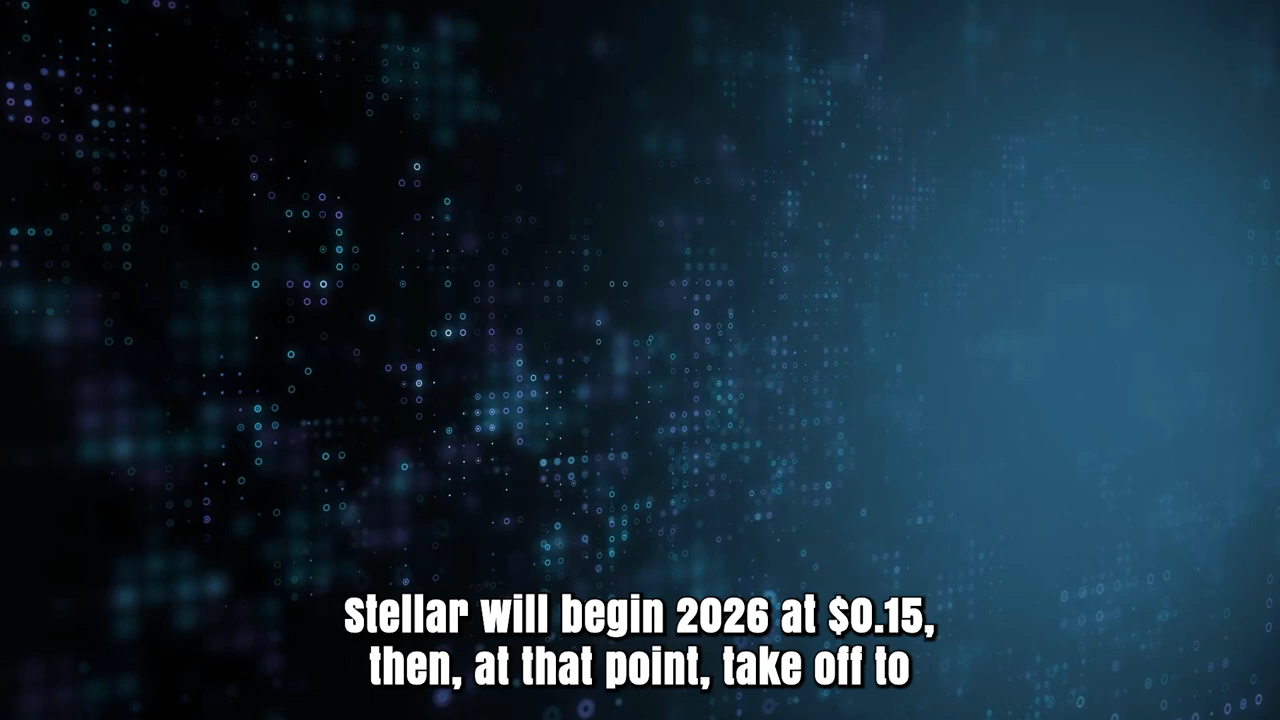 Stellar will begin 2026 at $0.15,
then, at that point, take off to